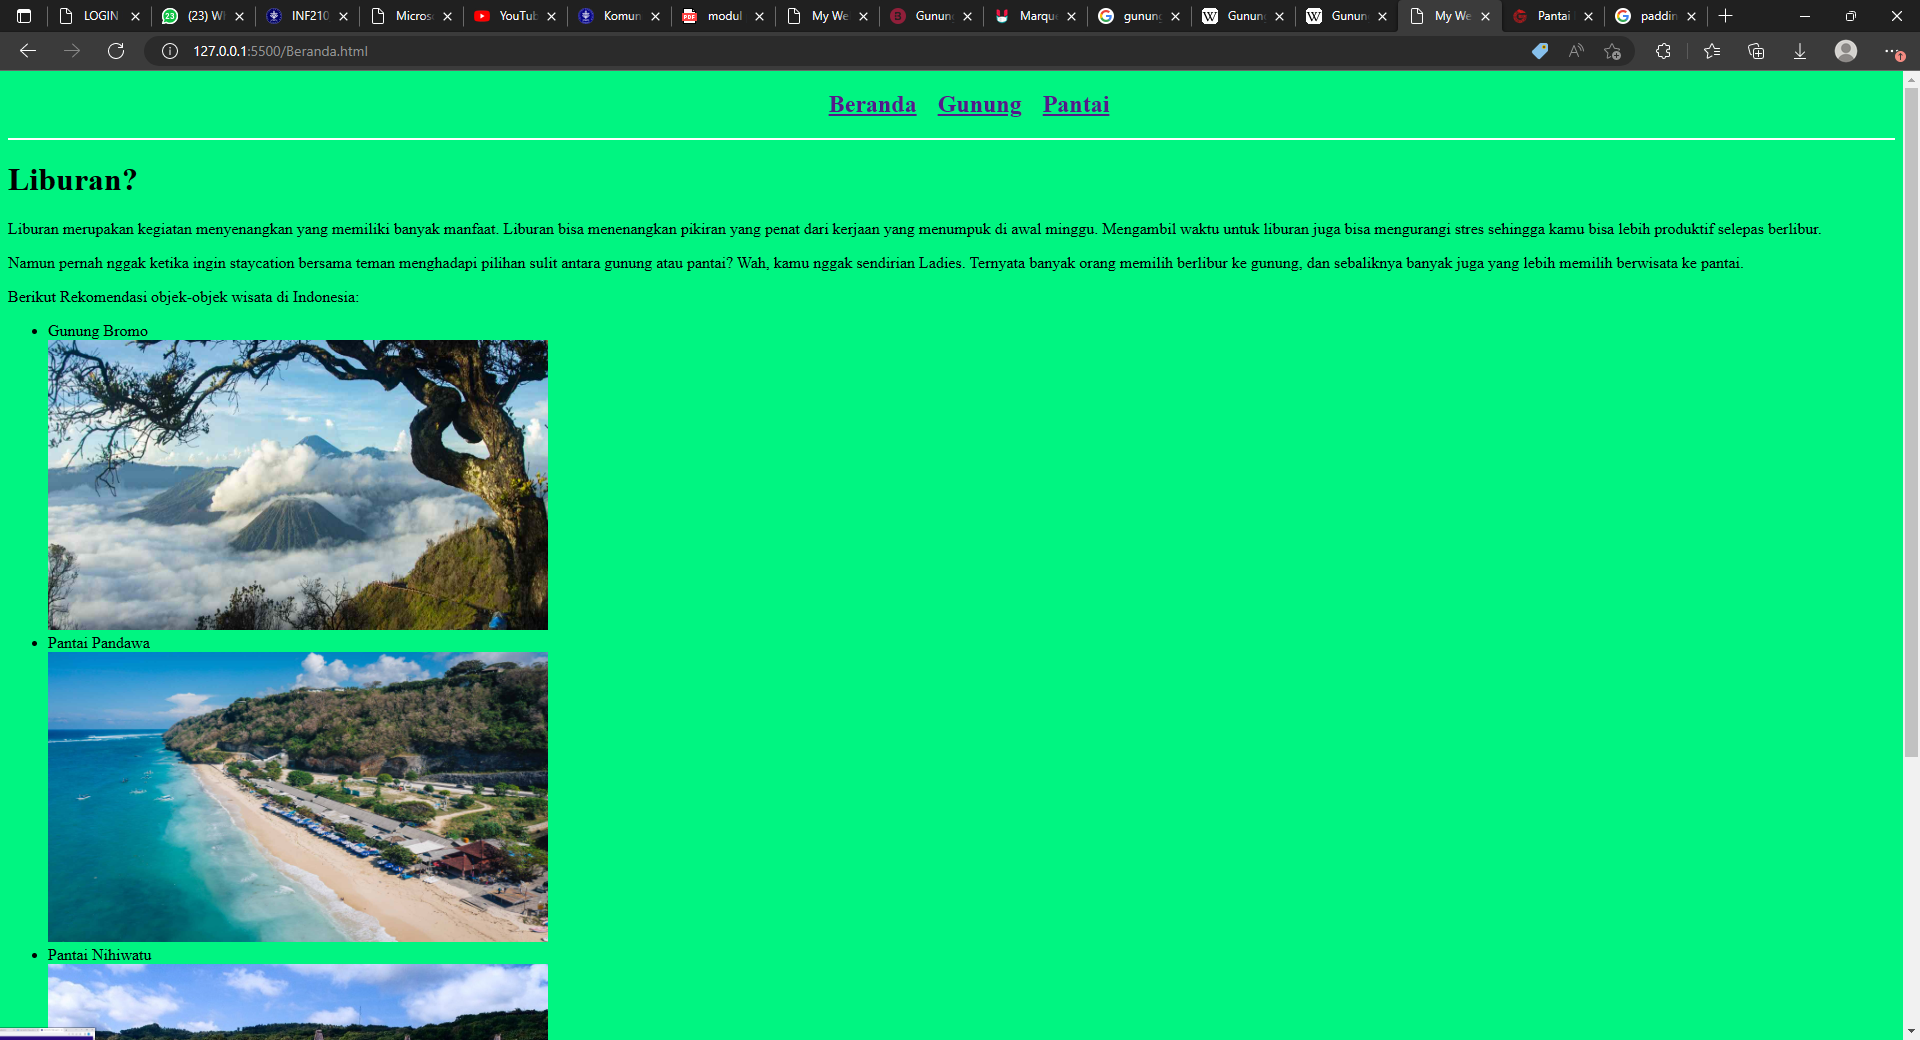 LOGIN
(23) W
INF210
Micros
YouTub
Komun
modul
My We
Gunung
Marqu
gunung
Gunun
Gunun
My We
Pantai
paddin
127.0.0.1:5500/Beranda.html
Beranda Gunung Pantai
Liburan?
Liburan merupakan kegiatan menyenangkan yang memiliki banyak manfaat. Liburan bisa menenangkan pikiran yang penat dari kerjaan yang menumpuk di awal minggu. Mengambil waktu untuk liburan juga bisa mengurangi stres sehingga kamu bisa lebih produktif selepas berlibur.
Namun pernah nggak ketika ingin staycation bersama teman menghadapi pilihan sulit antara gunung atau pantai? Wah, kamu nggak sendirian Ladies. Ternyata banyak orang memilih berlibur ke gunung, dan sebaliknya banyak juga yang lebih memilih berwisata ke pantai.
Berikut Rekomendasi objek-objek wisata di Indonesia:
• Gunung Bromo
• Pantai Pandawa
• Pantai Nihiwatu